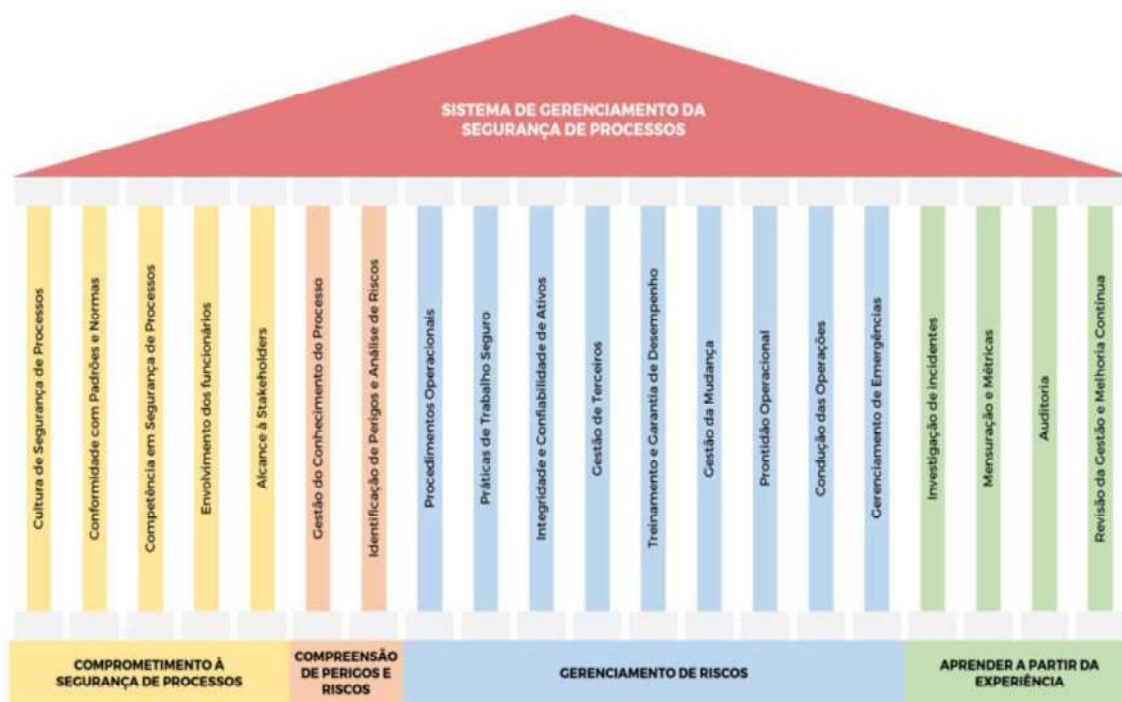 SISTEMA DE GERENCIAMENTO DA
SEGURANÇA DE PROCESSOS
Cultura de Segurança de Processos
Conformidade com Padrões e Normas
Competência em Segurança de Processos
Envolvimento dos funcionários
Alcance à Stakeholders
Gestão do Conhecimento do Processo
Identificação de Perigos e Análise de Riscos
Procedimentos Operacionais
Práticas de Trabalho Seguro
Integridade e Confiabilidade de Ativos
Gestão de Terceiros
Treinamento e Garantia de Desempenho
Gestão da Mudança
Prontidão Operacional
Condução das Operações
Gerenciamento de Emergências
Investigação de incidentes
Mensuração e Métricas
Auditoria
Revisão da Gestão e Melhoria Contínua
COMPROMETIMENTO À
SEGURANÇA DE PROCESSOS
COMPREENSÃO
DE PERIGOS E
RISCOS
GERENCIAMENTO DE RISCOS
APRENDER A PARTIR DA
EXPERIÊNCIA